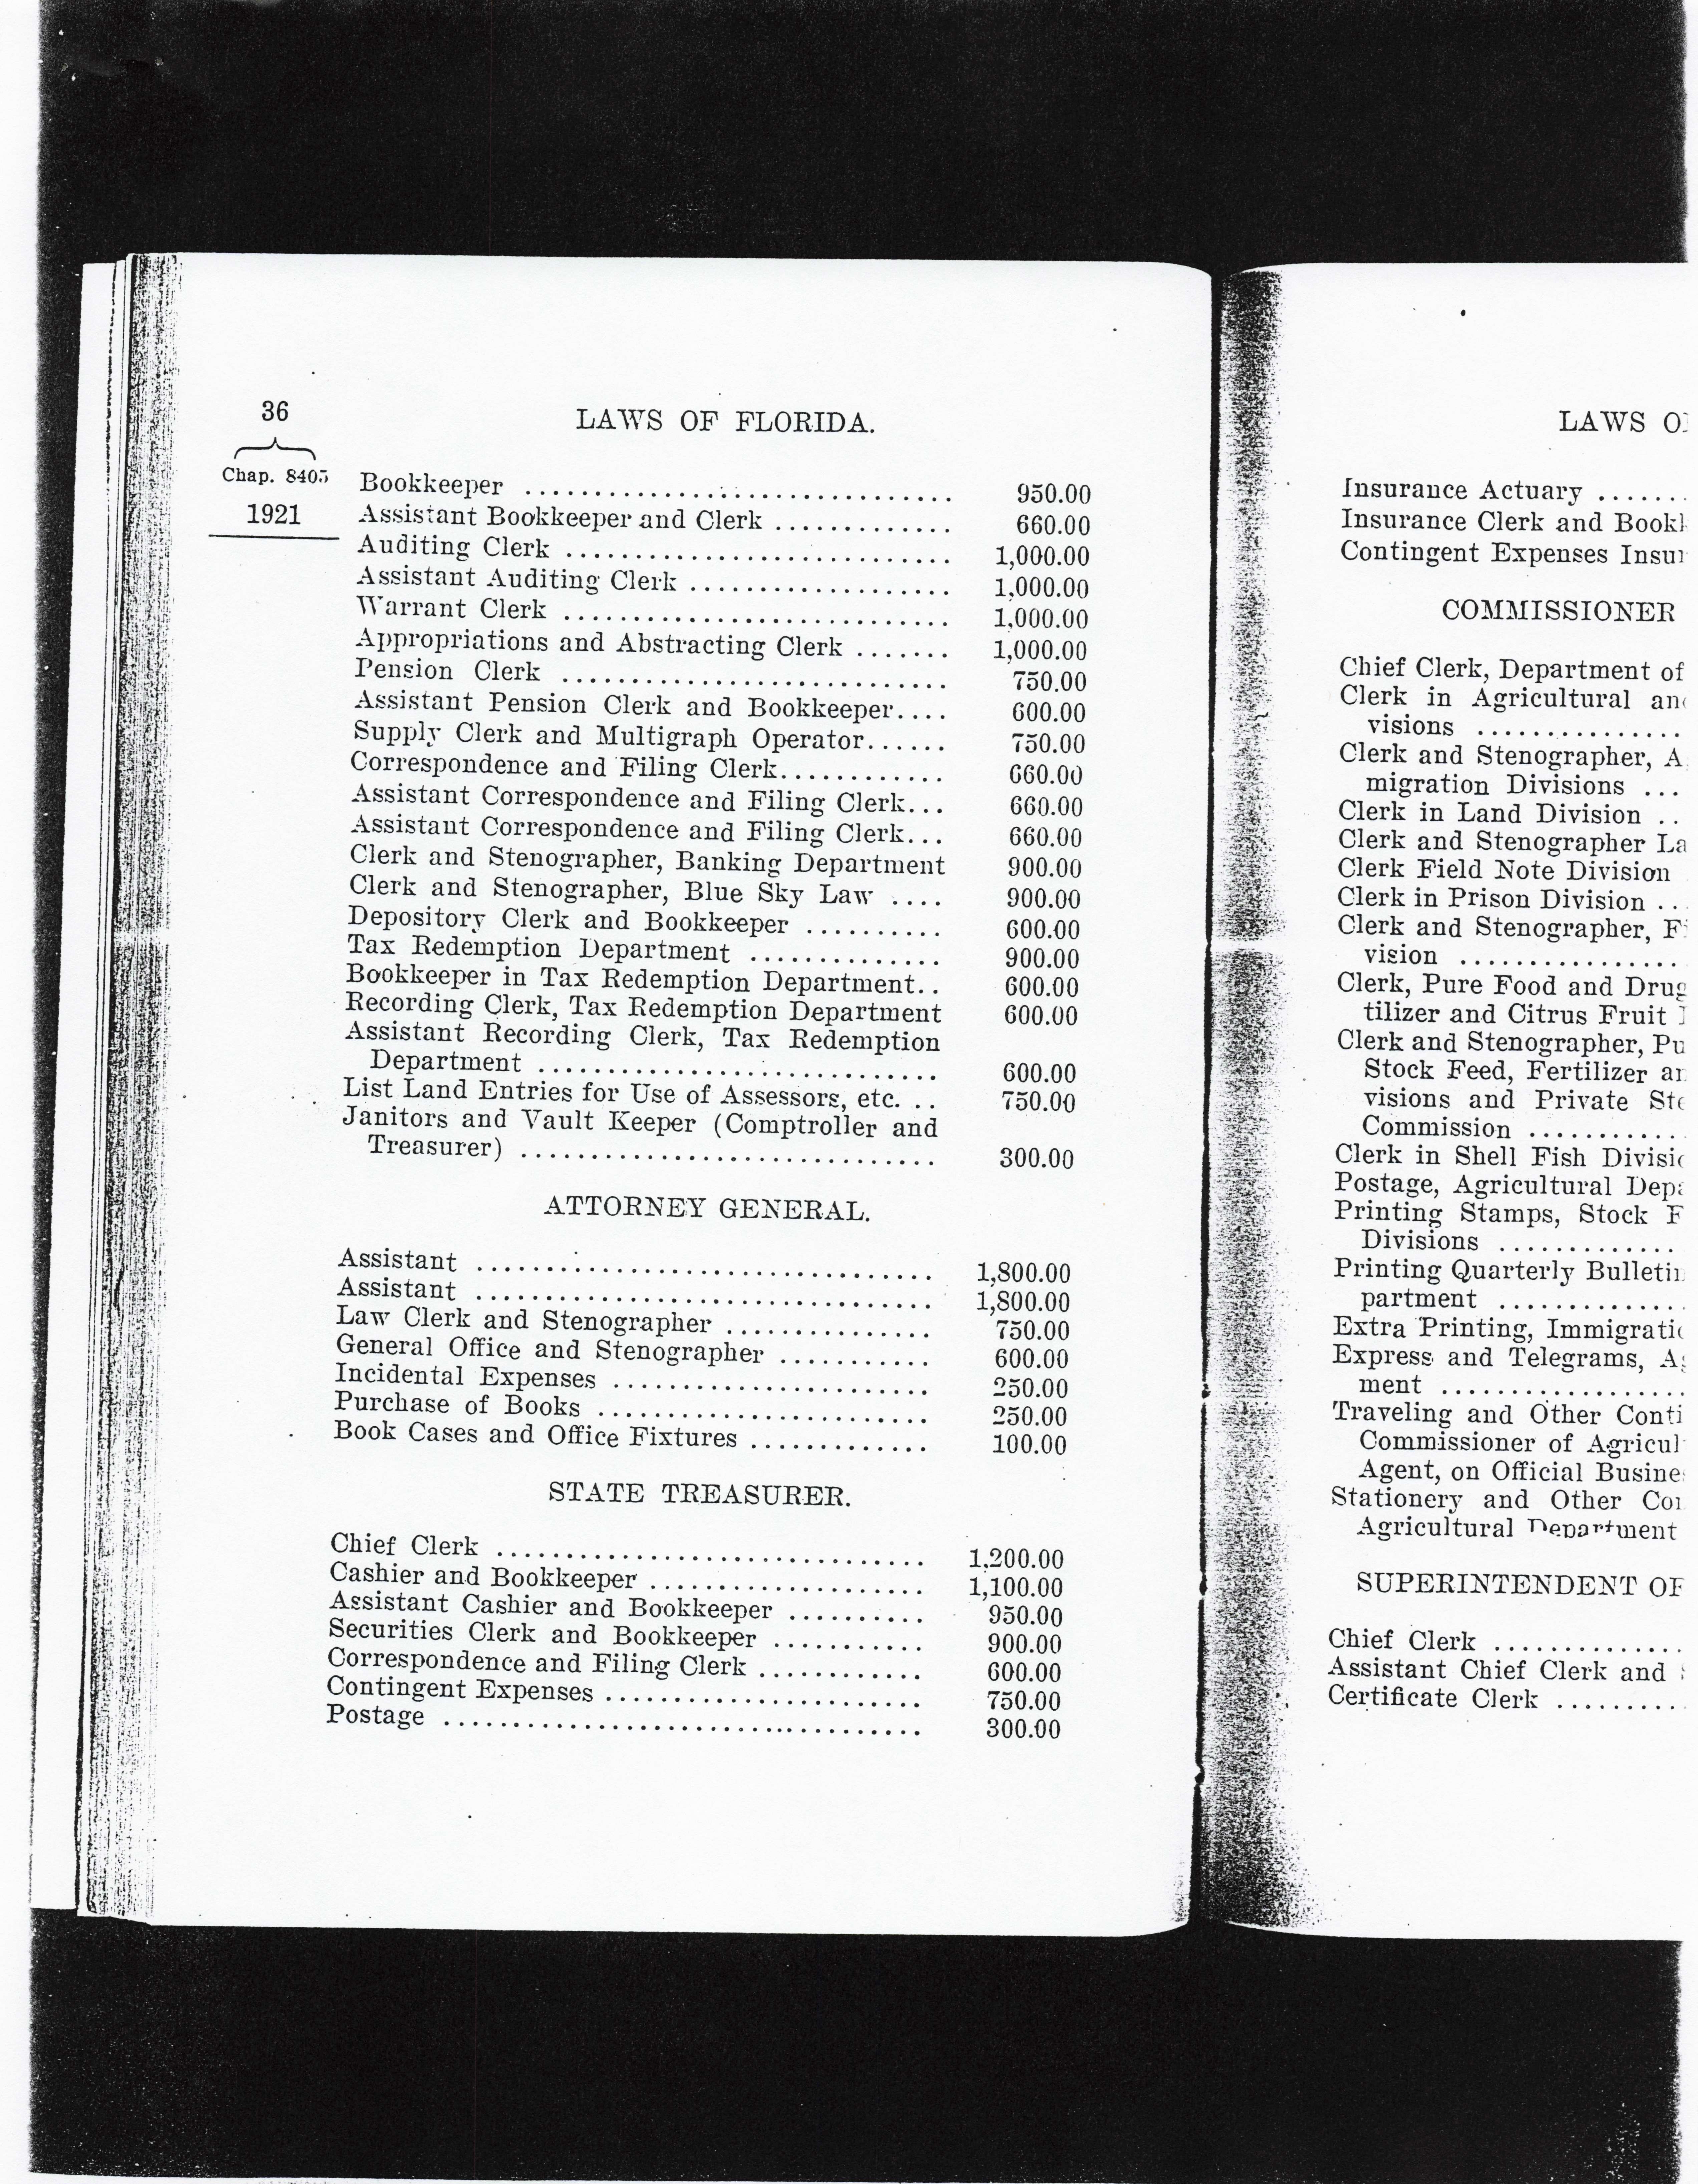 36
LAWS OF FLORIDA.
Chap. 8405
1921
Bookkeeper ............................... 950.00
Assistant Bookkeeper and Clerk ............. 660.00
Auditing Clerk ............................ 1,000.00
Assistant Auditing Clerk ................... 1,000.00
Warrant Clerk ............................ 1,000.00
Appropriations and Abstracting Clerk ....... 1,000.00
Pension Clerk ............................ 750.00
Assistant Pension Clerk and Bookkeeper.... 600.00
Supply Clerk and Multigraph Operator...... 750.00
Correspondence and Filing Clerk............ 660.00
Assistant Correspondence and Filing Clerk... 660.00
Assistant Correspondence and Filing Clerk... 660.00
Clerk and Stenographer, Banking Department 900.00
Clerk and Stenographer, Blue Sky Law .... 900.00
Depository Clerk and Bookkeeper .......... 600.00
Tax Redemption Department .............. 900.00
Bookkeeper in Tax Redemption Department.. 600.00
Recording Clerk, Tax Redemption Department 600.00
Assistant Recording Clerk, Tax Redemption
Department ............................. 600.00
List Land Entries for Use of Assessors, etc. .. 750.00
Janitors and Vault Keeper (Comptroller and
Treasurer) .............................. 300.00
ATTORNEY GENERAL.
Assistant ................................. 1,800.00
Assistant ................................. 1,800.00
Law Clerk and Stenographer ............... 750.00
General Office and Stenographer ........... 600.00
Incidental Expenses ....................... 250.00
Purchase of Books ........................ 250.00
Book Cases and Office Fixtures ............. 100.00
STATE TREASURER.
Chief Clerk ............................... 1,200.00
Cashier and Bookkeeper .................... 1,100.00
Assistant Cashier and Bookkeeper .......... 950.00
Securities Clerk and Bookkeeper ........... 900.00
Correspondence and Filing Clerk ............ 600.00
Contingent Expenses ....................... 750.00
Postage ................................... 300.00
LAWS
Insurance Actuary .......
Insurance Clerk and
Contingent Expenses
COMMISSIONER
Chief Clerk, Department of
Clerk in Agricultural
visions ...............
Clerk and Stenographer,
migration Divisions ...
Clerk in Land Division ..
Clerk and Stenographer
Clerk Field Note Division
Clerk in Prison Division ...
Clerk and Stenographer,
vision ................
Clerk, Pure Food and Drug
tilizer and Citrus Fruit
Clerk and Stenographer,
Stock Feed, Fertilizer
visions and Private
Commission ............
Clerk in Shell Fish
Postage, Agricultural
Printing Stamps, Stock
Divisions .............
Printing Quarterly
partment ..............
Extra Printing,
Express and Telegrams,
ment ..................
Traveling and Other
Commissioner of
Agent, on Official
Stationery and Other
Agricultural Department
SUPERINTENDENT OF
Chief Clerk ..............
Assistant Chief Clerk and
Certificate Clerk ..........